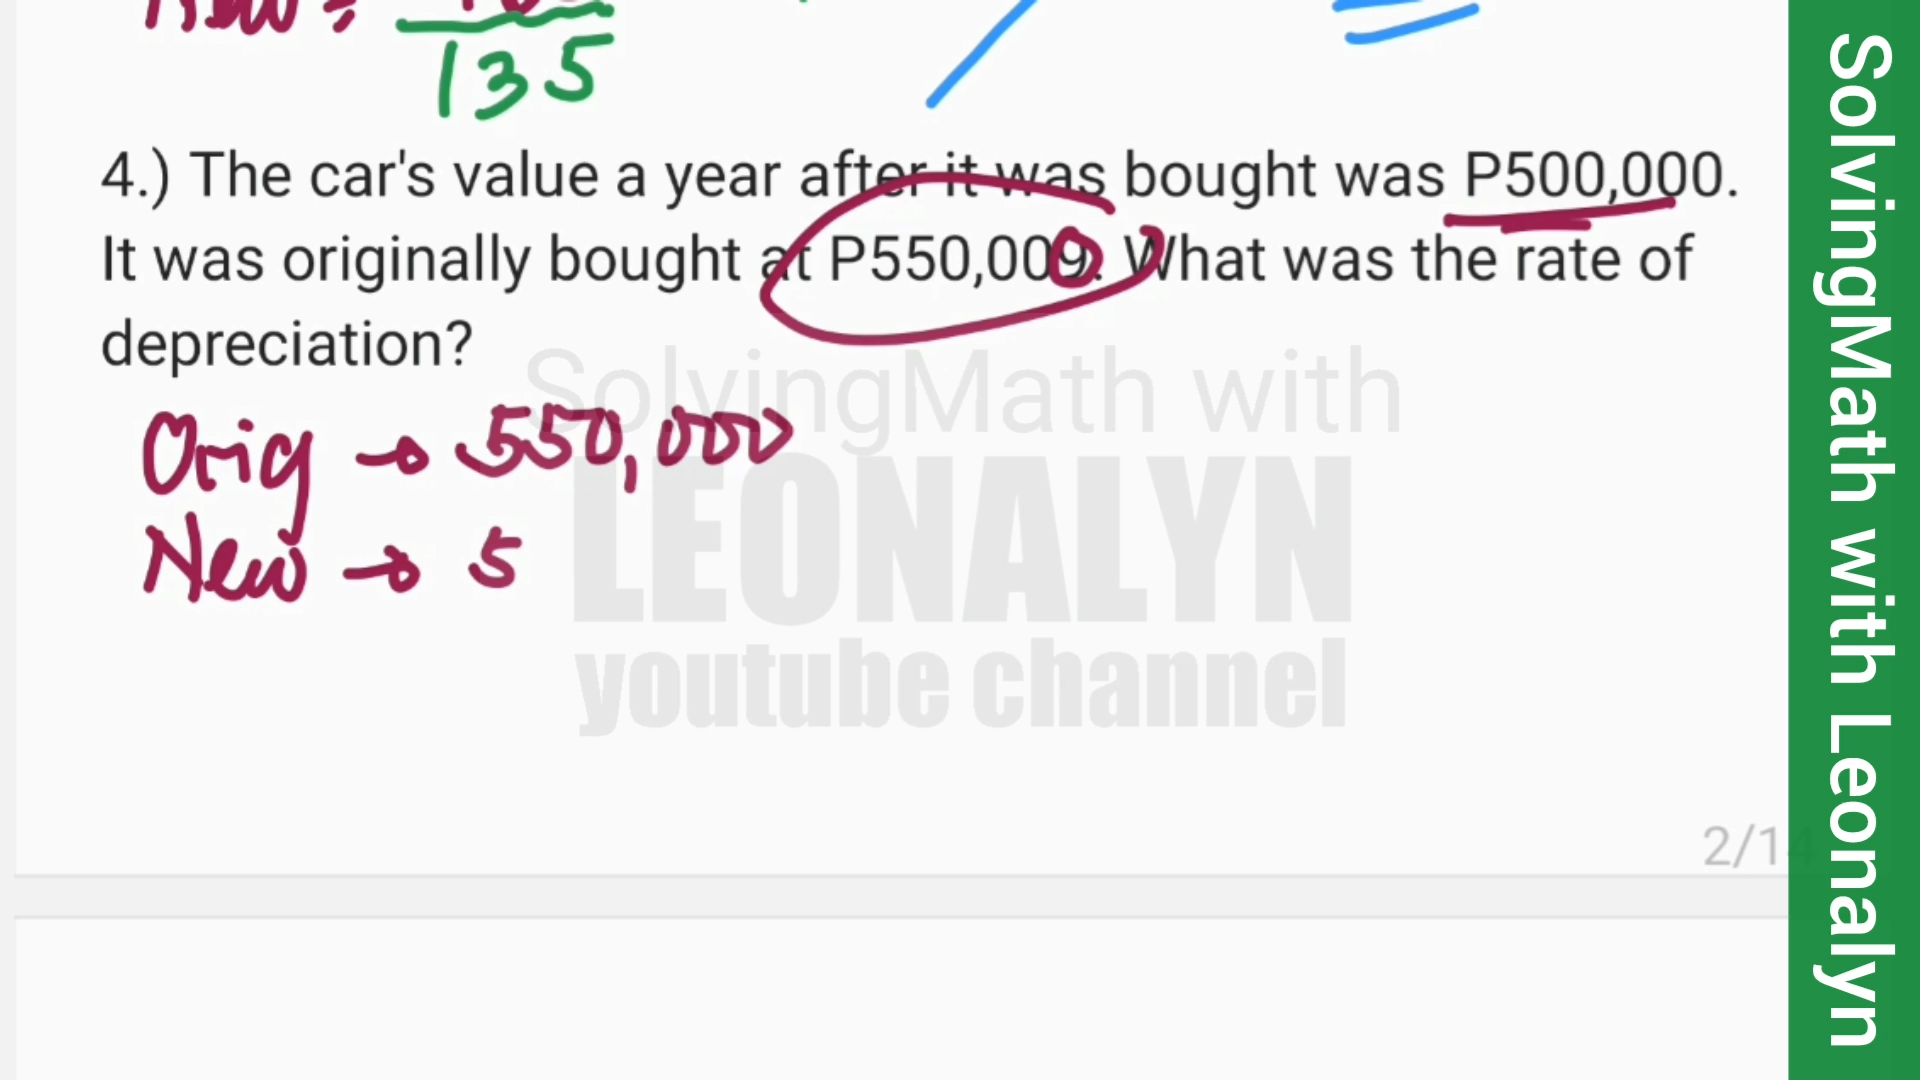 135
4.) The car's value a year after it was bought was P500,000.
It was originally bought at P550,009. What was the rate of
depreciation?
Orig → 550,000
New → 5
SolvingMath with
LEONALYN
youtube channel
2/14
SolvingMath with Leonalyn